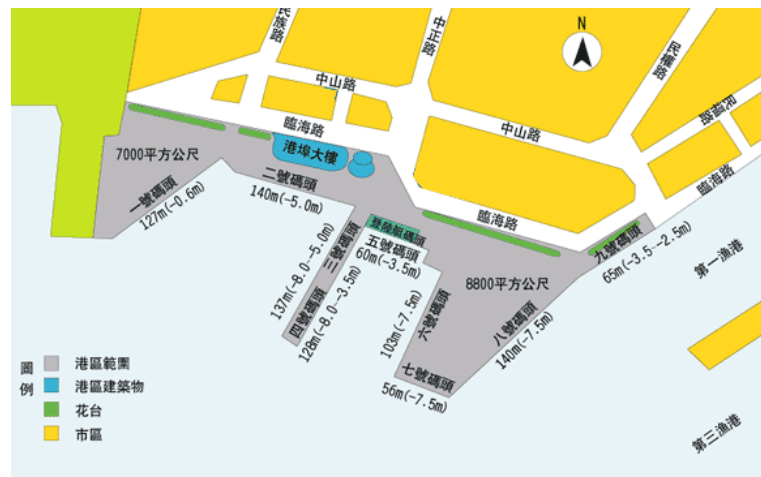 民族路
中正路
N
民權路
民龍路
中山路
中山路
臨海路
港埠大樓
7000平方公尺
一號碼頭
127m(-0.6m)
二號碼頭
140m(-5.0m)
三號碼頭
137m(-8.0--5.0m)
四號碼頭
128m(-8.0--3.5m)
登陸艇碼頭
五號碼頭
60m(-3.5m)
臨海路
臨海路
九號碼頭
65m(-3.5--2.5m)
第一漁港
8800平方公尺
六號碼頭
103m(-7.5m)
八號碼頭
140m(-7.5m)
七號碼頭
56m(-7.5m)
第三漁港
圖例
港區範圍
港區建築物
花台
市區